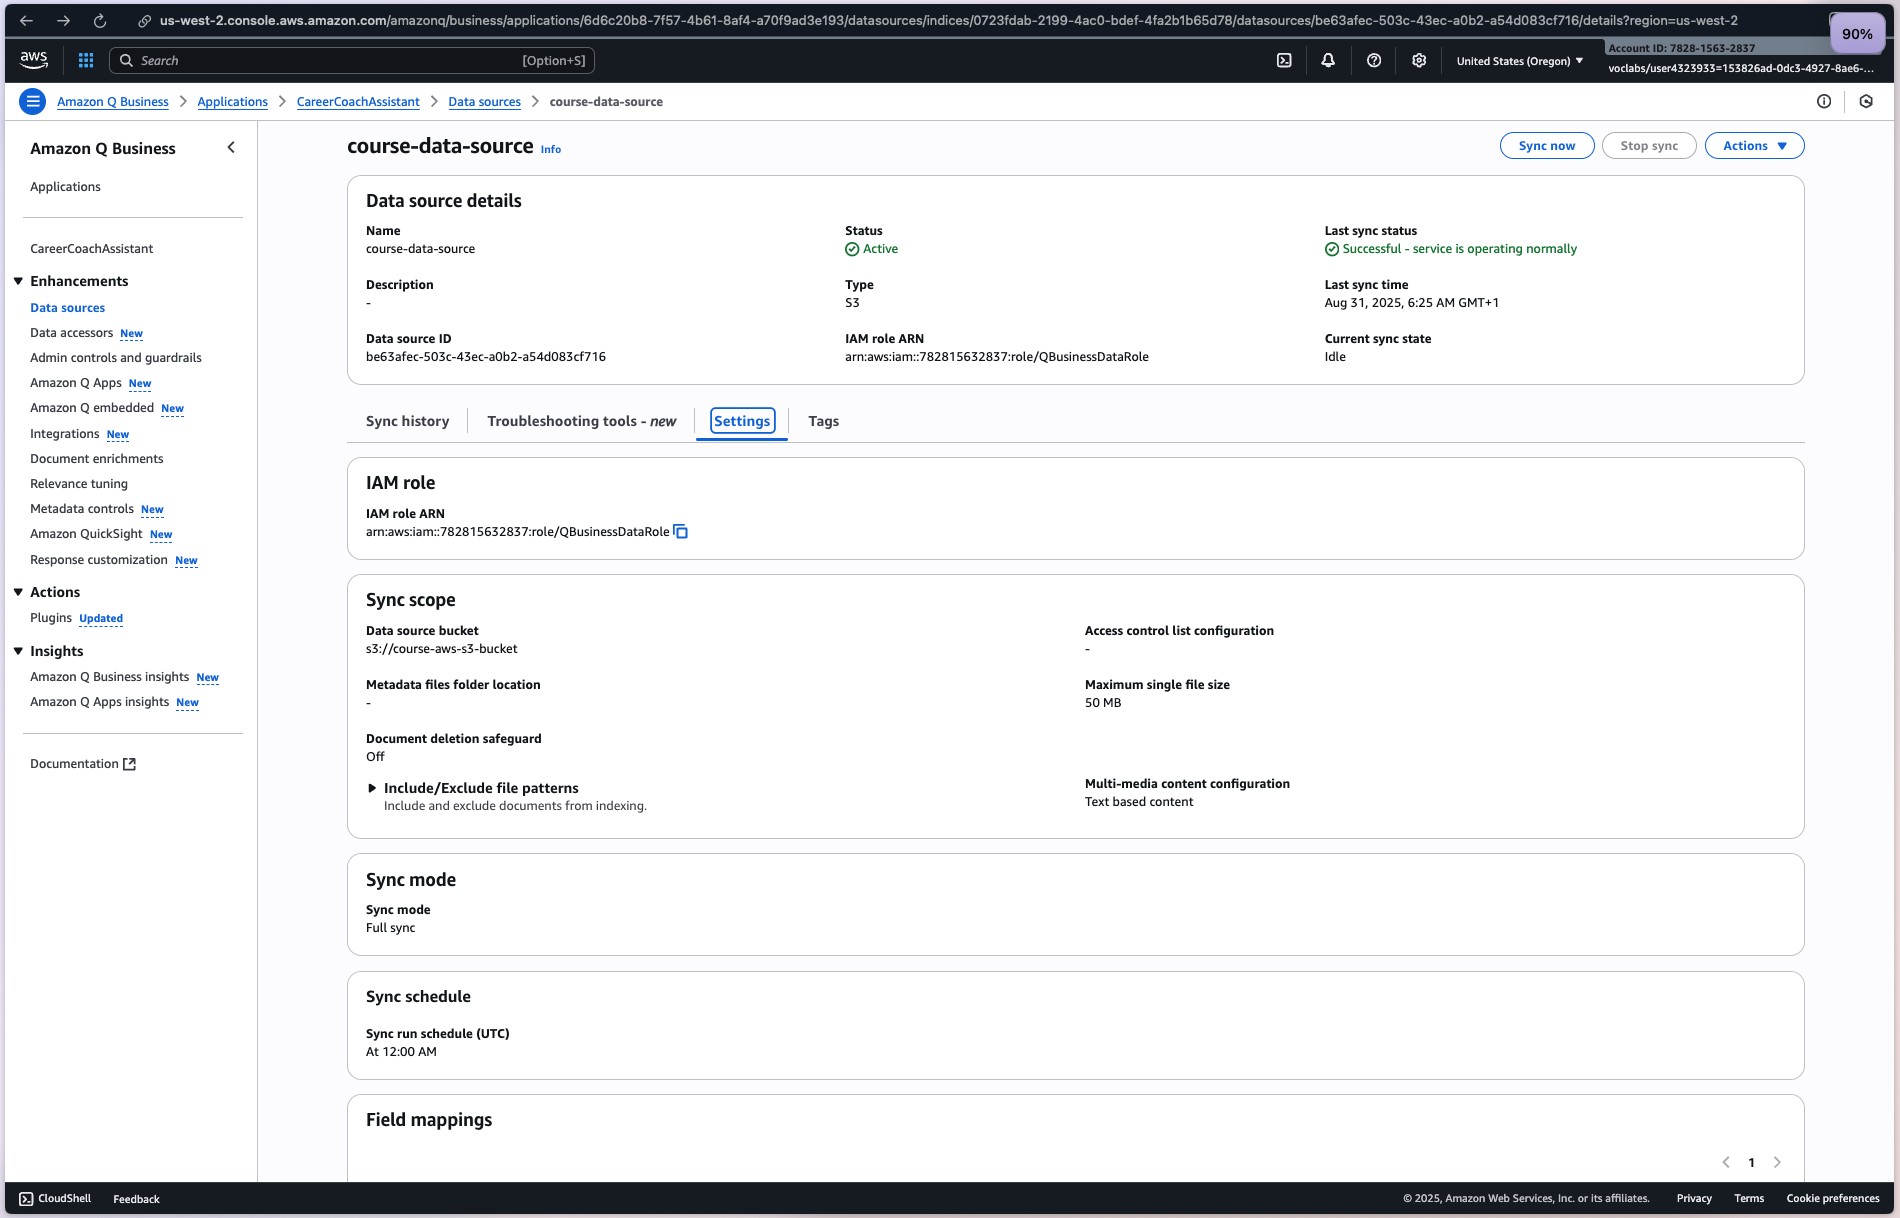 us-west-2.console.aws.amazon.com/amazonq/business/applications/6d6c20b8-7f57-4b61-8af4-a70f9ad3e193/datasources/indices/0723fdab-2199-4ac0-bdef-4fa2b1b65d78/datasources/be63afec-503c-43ec-a0b2-a54d083cf716/details?region=us-west-2
90%
aws
Search [Option+S]
United States (Oregon)
Account ID: 7828-1563-2837
voclabs/user4323933=153826ad-0dc3-4927-8ae6-...
Amazon Q Business > Applications > CareerCoachAssistant > Data sources > course-data-source
Amazon Q Business
Applications
CareerCoachAssistant
Enhancements
Data sources
Data accessors New
Admin controls and guardrails
Amazon Q Apps New
Amazon Q embedded New
Integrations New
Document enrichments
Relevance tuning
Metadata controls New
Amazon QuickSight New
Response customization New
Actions
Plugins Updated
Insights
Amazon Q Business insights New
Amazon Q Apps insights New
Documentation
course-data-source Info
Sync now Stop sync Actions
Data source details
Name
course-data-source
Status
Active
Last sync status
Successful - service is operating normally
Description
-
Type
S3
Last sync time
Aug 31, 2025, 6:25 AM GMT+1
Data source ID
be63afec-503c-43ec-a0b2-a54d083cf716
IAM role ARN
arn:aws:iam::782815632837:role/QBusinessDataRole
Current sync state
Idle
Sync history Troubleshooting tools - new Settings Tags
IAM role
IAM role ARN
arn:aws:iam::782815632837:role/QBusinessDataRole
Sync scope
Data source bucket
s3://course-aws-s3-bucket
Access control list configuration
-
Metadata files folder location
-
Maximum single file size
50 MB
Document deletion safeguard
Off
Include/Exclude file patterns
Include and exclude documents from indexing.
Multi-media content configuration
Text based content
Sync mode
Sync mode
Full sync
Sync schedule
Sync run schedule (UTC)
At 12:00 AM
Field mappings
1
CloudShell Feedback
© 2025, Amazon Web Services, Inc. or its affiliates. Privacy Terms Cookie preferences